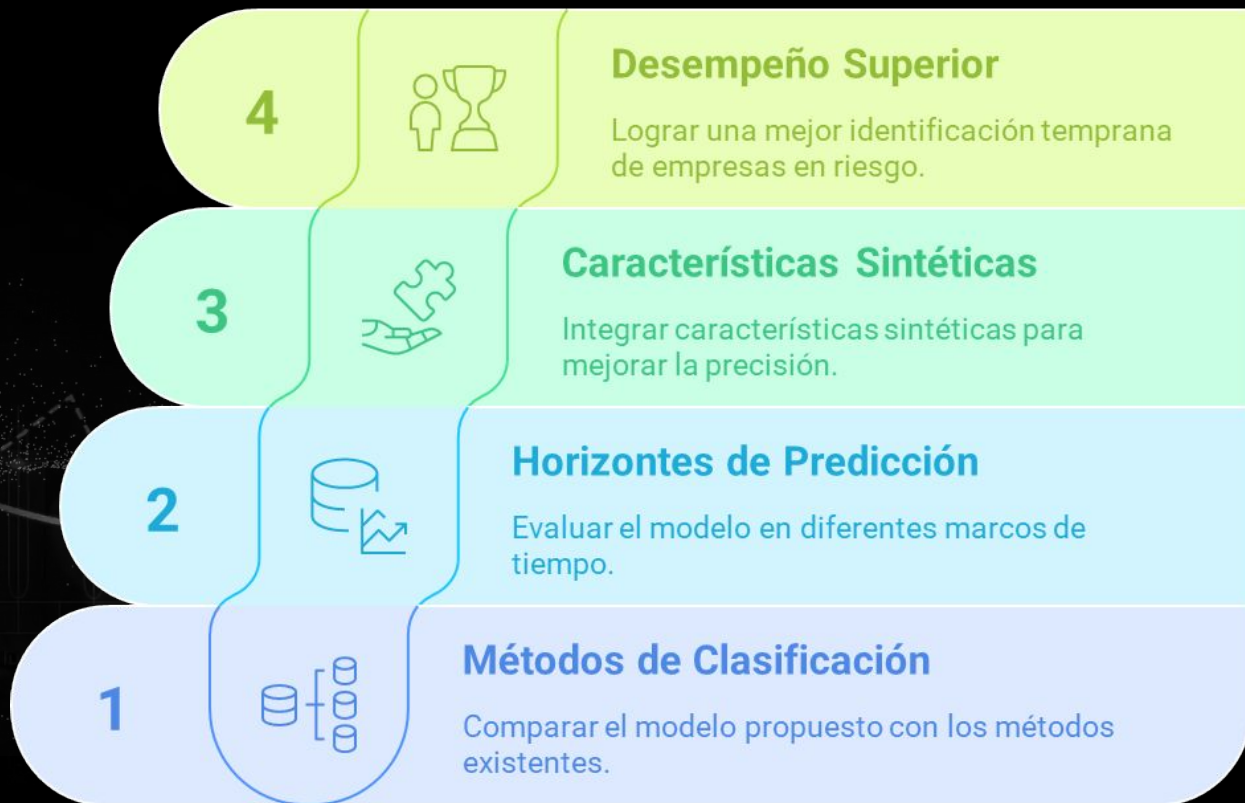 4
Desempeño Superior
Lograr una mejor identificación temprana
de empresas en riesgo.
3
Características Sintéticas
Integrar características sintéticas para
mejorar la precisión.
2
Horizontes de Predicción
Evaluar el modelo en diferentes marcos de
tiempo.
1
Métodos de Clasificación
Comparar el modelo propuesto con los métodos
existentes.